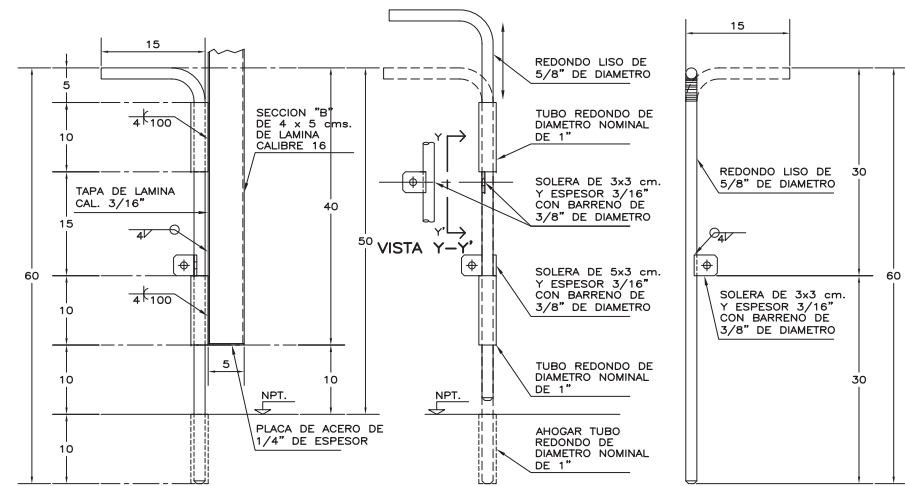 15
5
10
15
10
10
10
60
4 100
TAPA DE LAMINA
CAL. 3/16"
4
4 100
5
SECCION "B"
DE 4 x 5 cms.
DE LAMINA
CALIBRE 16
40
10
50
NPT.
PLACA DE ACERO DE
1/4" DE ESPESOR
REDONDO LISO DE
5/8" DE DIAMETRO
TUBO REDONDO DE
DIAMETRO NOMINAL
DE 1"
Y
Y'
VISTA Y-Y'
SOLERA DE 3x3 cm.
Y ESPESOR 3/16"
CON BARRENO DE
3/8" DE DIAMETRO
SOLERA DE 5x3 cm.
Y ESPESOR 3/16"
CON BARRENO DE
3/8" DE DIAMETRO
TUBO REDONDO DE
DIAMETRO NOMINAL
DE 1"
NPT.
AHOGAR TUBO
REDONDO DE
DIAMETRO NOMINAL
DE 1"
15
REDONDO LISO DE
5/8" DE DIAMETRO
4
SOLERA DE 3x3 cm.
Y ESPESOR 3/16"
CON BARRENO DE
3/8" DE DIAMETRO
30
30
60